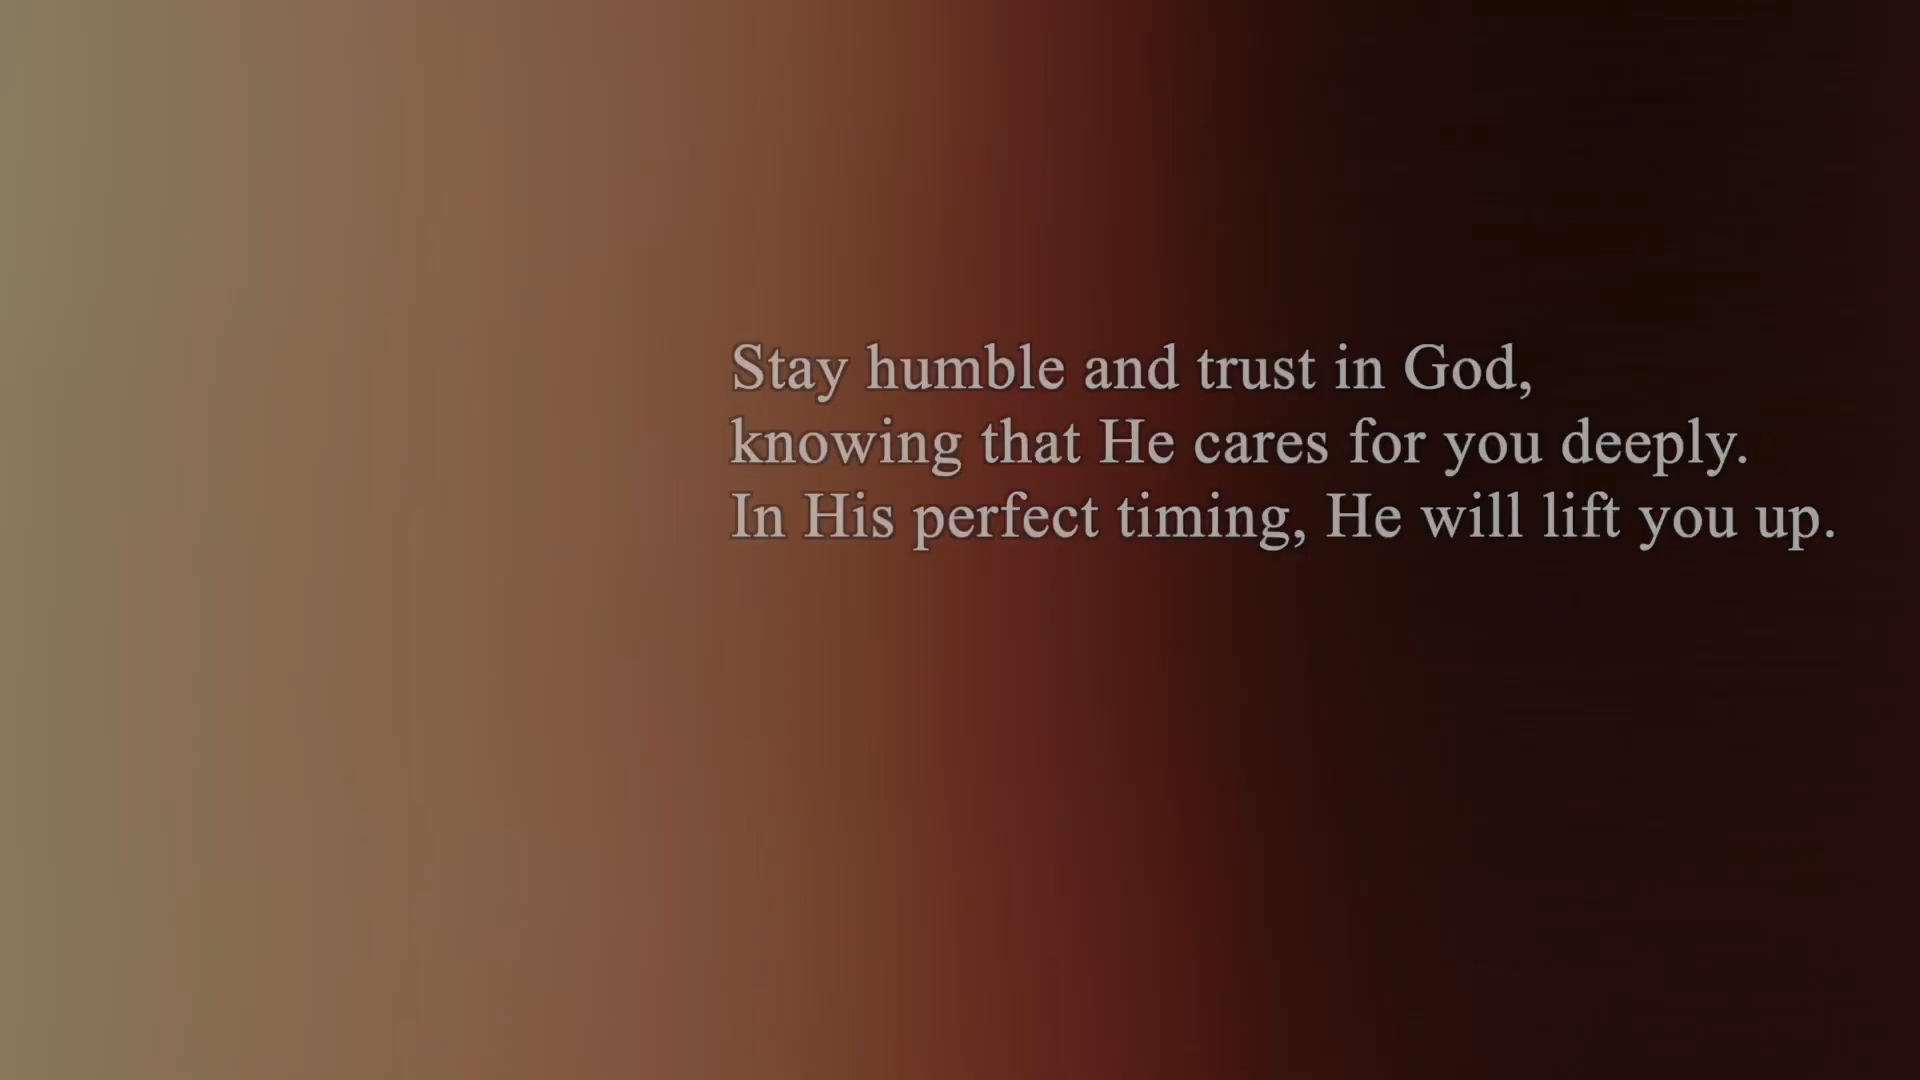 Stay humble and trust in God,
knowing that He cares for you deeply.
In His perfect timing, He will lift you up.